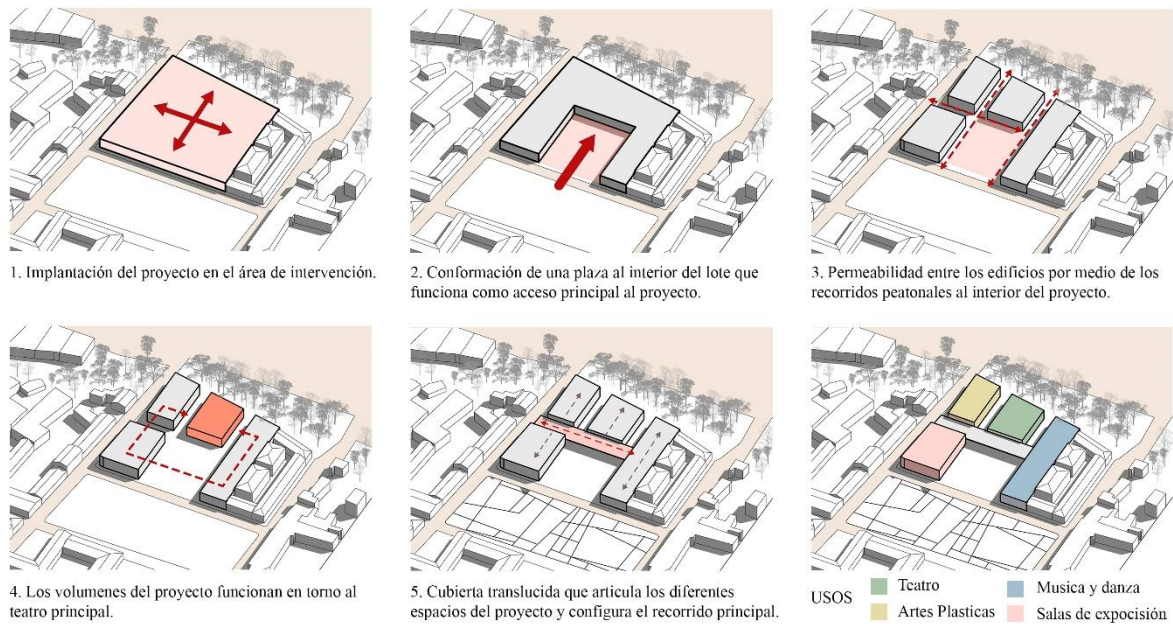 1. Implantación del proyecto en el área de intervención.
2. Conformación de una plaza al interior del lote que
funciona como acceso principal al proyecto.
3. Permeabilidad entre los edificios por medio de los
recorridos peatonales al interior del proyecto.
4. Los volumenes del proyecto funcionan en torno al
teatro principal.
5. Cubierta translucida que articula los diferentes
espacios del proyecto y configura el recorrido principal.
USOS
Teatro
Musica y danza
Artes Plasticas
Salas de expocisión